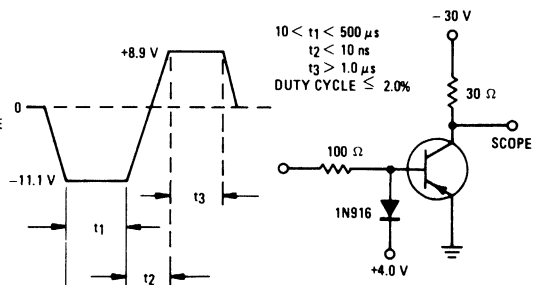 +8.9 V
0
E
−11.1 V
t1
t2
t3
10 < t1 < 500 μs
t2 < 10 ns
t3 > 1.0 μs
DUTY CYCLE ≦ 2.0%
− 30 V
30 Ω
SCOPE
100 Ω
1N916
+4.0 V